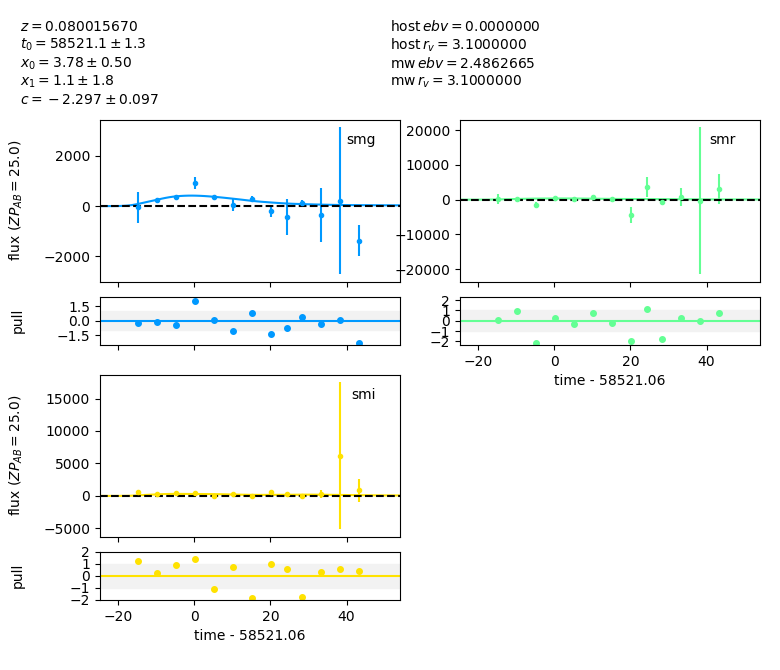 z = 0.080015670
t₀ = 58521.1 ± 1.3
x₀ = 3.78 ± 0.50
x₁ = 1.1 ± 1.8
c = −2.297 ± 0.097
host ebv = 0.0000000
host r_v = 3.1000000
mw ebv = 2.4862665
mw r_v = 3.1000000
smg
flux (ZP_AB = 25.0)
2000
0
−2000
smr
20000
10000
0
−10000
−20000
pull
1.5
0.0
−1.5
2
1
0
−1
−2
−20 0 20 40
time - 58521.06
smi
flux (ZP_AB = 25.0)
15000
10000
5000
0
−5000
pull
2
1
0
−1
−2
−20 0 20 40
time - 58521.06